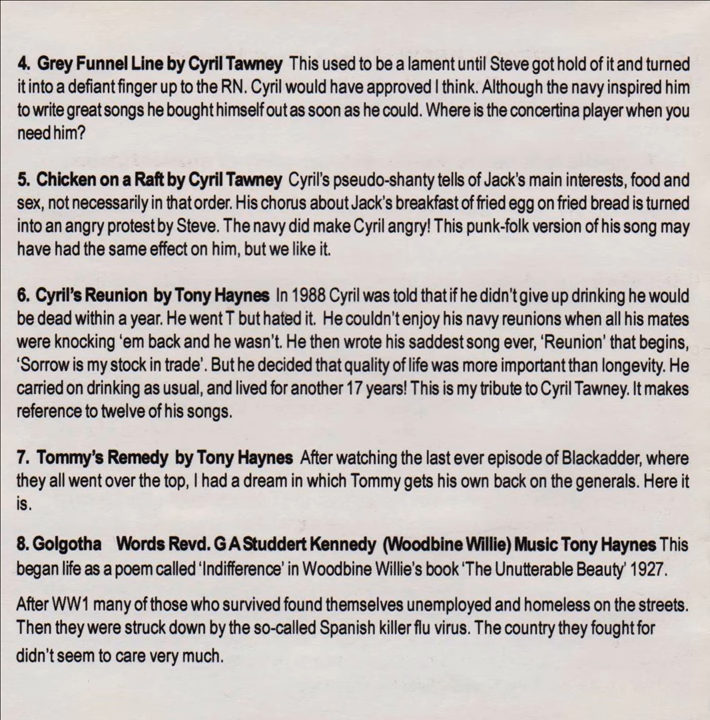 4. Grey Funnel Line by Cyril Tawney This used to be a lament until Steve got hold of it and turned
it into a defiant finger up to the RN. Cyril would have approved I think. Although the navy inspired him
to write great songs he bought himself out as soon as he could. Where is the concertina player when you
need him?
5. Chicken on a Raft by Cyril Tawney Cyril's pseudo-shanty tells of Jack's main interests, food and
sex, not necessarily in that order. His chorus about Jack's breakfast of fried egg on fried bread is turned
into an angry protest by Steve. The navy did make Cyril angry! This punk-folk version of his song may
have had the same effect on him, but we like it.
6. Cyril's Reunion by Tony Haynes In 1988 Cyril was told that if he didn't give up drinking he would
be dead within a year. He went T but hated it. He couldn't enjoy his navy reunions when all his mates
were knocking 'em back and he wasn't. He then wrote his saddest song ever, 'Reunion' that begins,
'Sorrow is my stock in trade'. But he decided that quality of life was more important than longevity. He
carried on drinking as usual, and lived for another 17 years! This is my tribute to Cyril Tawney. It makes
reference to twelve of his songs.
7. Tommy's Remedy by Tony Haynes After watching the last ever episode of Blackadder, where
they all went over the top, I had a dream in which Tommy gets his own back on the generals. Here it
is.
8. Golgotha Words Revd. G A Studdert Kennedy (Woodbine Willie) Music Tony Haynes This
began life as a poem called 'Indifference' in Woodbine Willie's book 'The Unutterable Beauty' 1927.
After WW1 many of those who survived found themselves unemployed and homeless on the streets.
Then they were struck down by the so-called Spanish killer flu virus. The country they fought for
didn't seem to care very much.